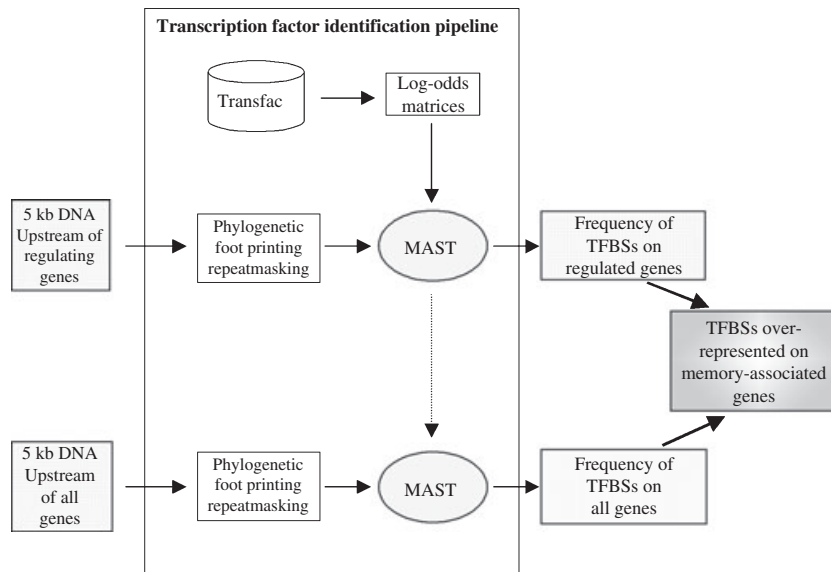 Transcription factor identification pipeline
Transfac
Log-odds
matrices
5 kb DNA
Upstream of
regulating
genes
Phylogenetic
foot printing
repeatmasking
MAST
Frequency of
TFBSs on
regulated genes
TFBSs over-
represented on
memory-associated
genes
5 kb DNA
Upstream
of all
genes
Phylogenetic
foot printing
repeatmasking
MAST
Frequency of
TFBSs on
all genes